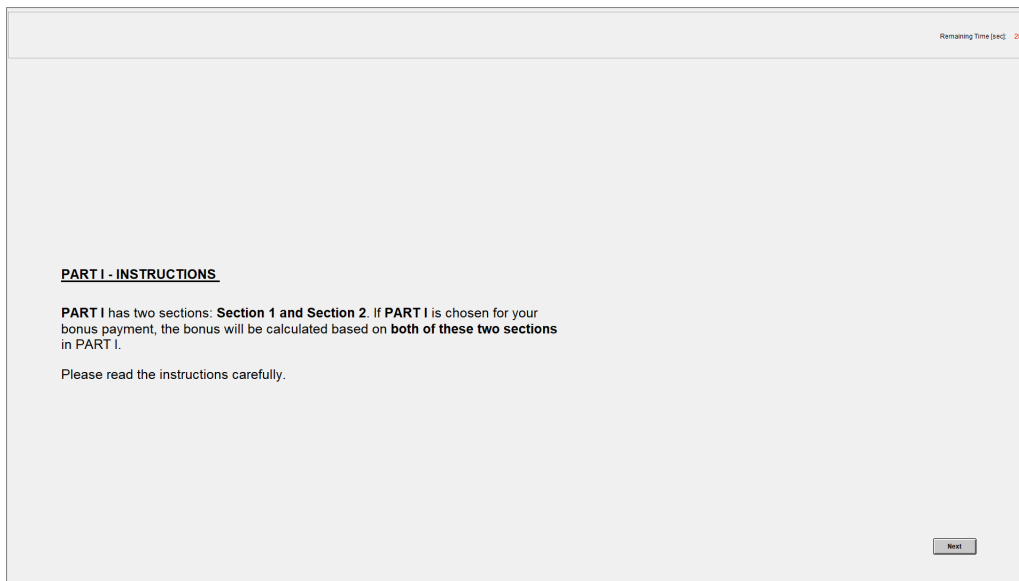 Remaining Time [sec]:
PART I - INSTRUCTIONS
PART I has two sections: Section 1 and Section 2. If PART I is chosen for your
bonus payment, the bonus will be calculated based on both of these two sections
in PART I.
Please read the instructions carefully.
Next